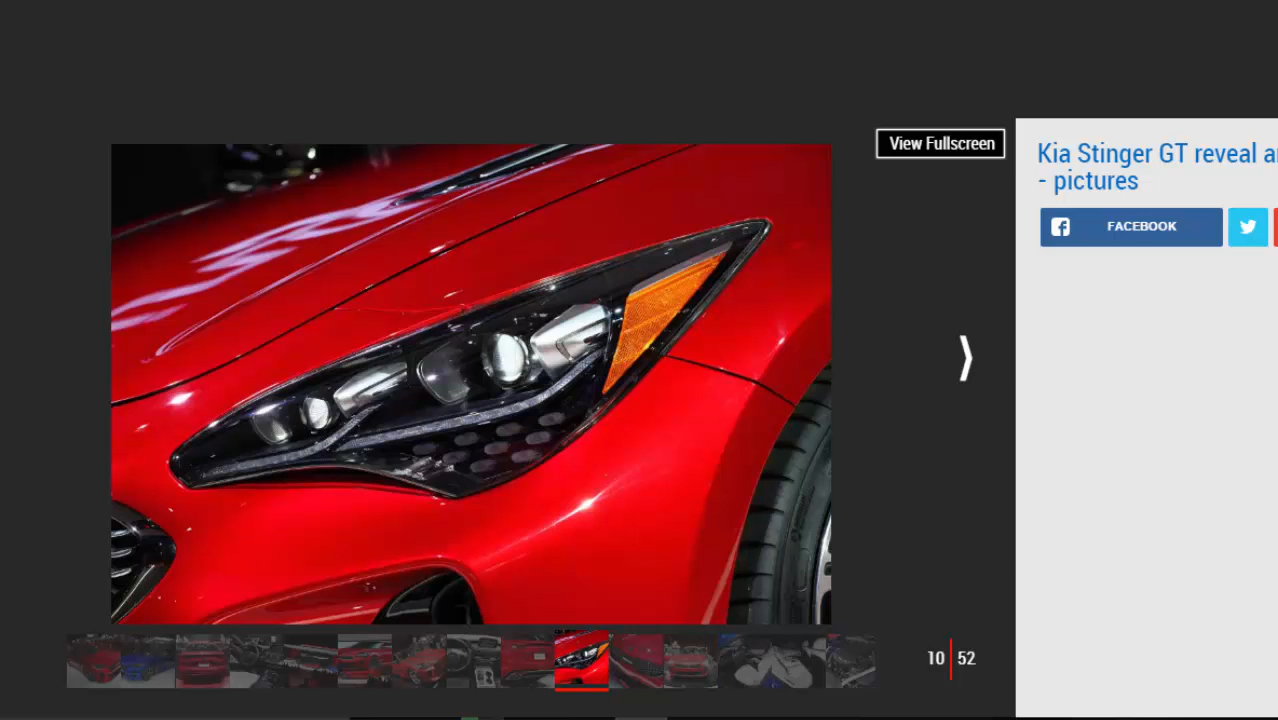 View Fullscreen
Kia Stinger GT reveal
- pictures
FACEBOOK
10 52